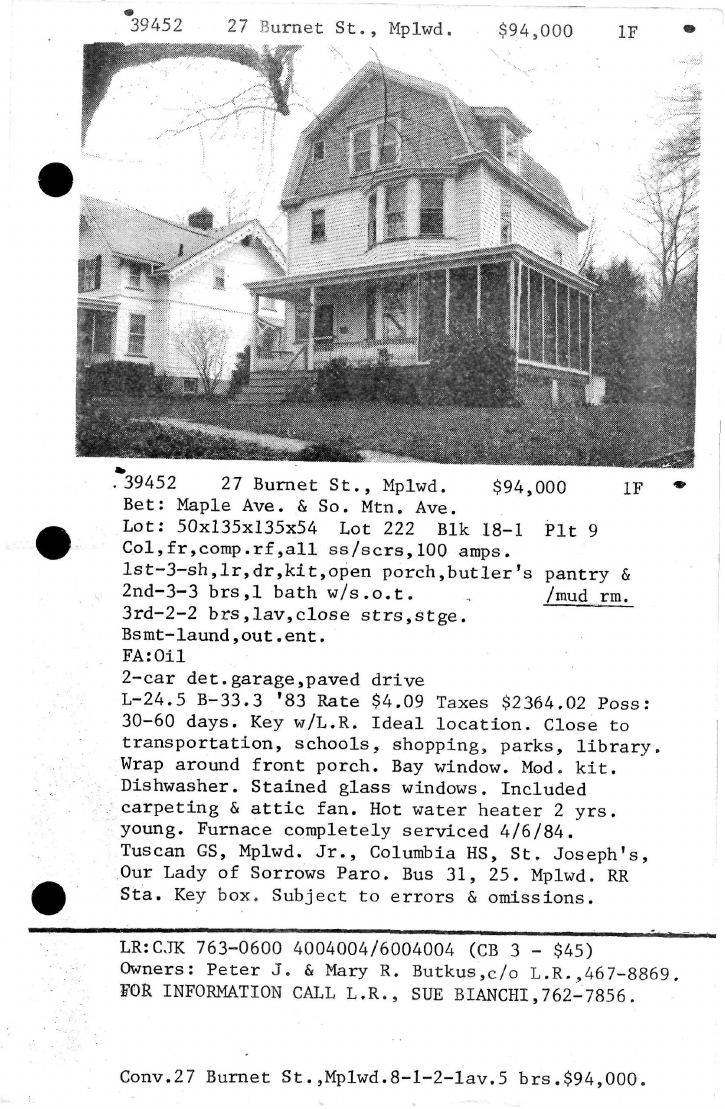 39452 27 Burnet St., Mplwd. $94,000 1F
39452 27 Burnet St., Mplwd. $94,000 1F
Bet: Maple Ave. & So. Mtn. Ave.
Lot: 50x135x135x54 Lot 222 Blk 18-1 Plt 9
Col,fr,comp.rf,all ss/scrs,100 amps.
1st-3-sh,lr,dr,kit,open porch,butler's pantry &
2nd-3-3 brs,1 bath w/s.o.t. /mud rm.
3rd-2-2 brs,lav,close strs,stge.
Bsmt-laund,out.ent.
FA:Oil
2-car det.garage,paved drive
L-24.5 B-33.3 '83 Rate $4.09 Taxes $2364.02 Poss:
30-60 days. Key w/L.R. Ideal location. Close to
transportation, schools, shopping, parks, library.
Wrap around front porch. Bay window. Mod. kit.
Dishwasher. Stained glass windows. Included
carpeting & attic fan. Hot water heater 2 yrs.
young. Furnace completely serviced 4/6/84.
Tuscan GS, Mplwd. Jr., Columbia HS, St. Joseph's,
Our Lady of Sorrows Paro. Bus 31, 25. Mplwd. RR
Sta. Key box. Subject to errors & omissions.
LR:CJK 763-0600 4004004/6004004 (CB 3 - $45)
Owners: Peter J. & Mary R. Butkus,c/o L.R.,467-8869.
FOR INFORMATION CALL L.R., SUE BIANCHI,762-7856.
Conv.27 Burnet St.,Mplwd.8-1-2-1av.5 brs.$94,000.